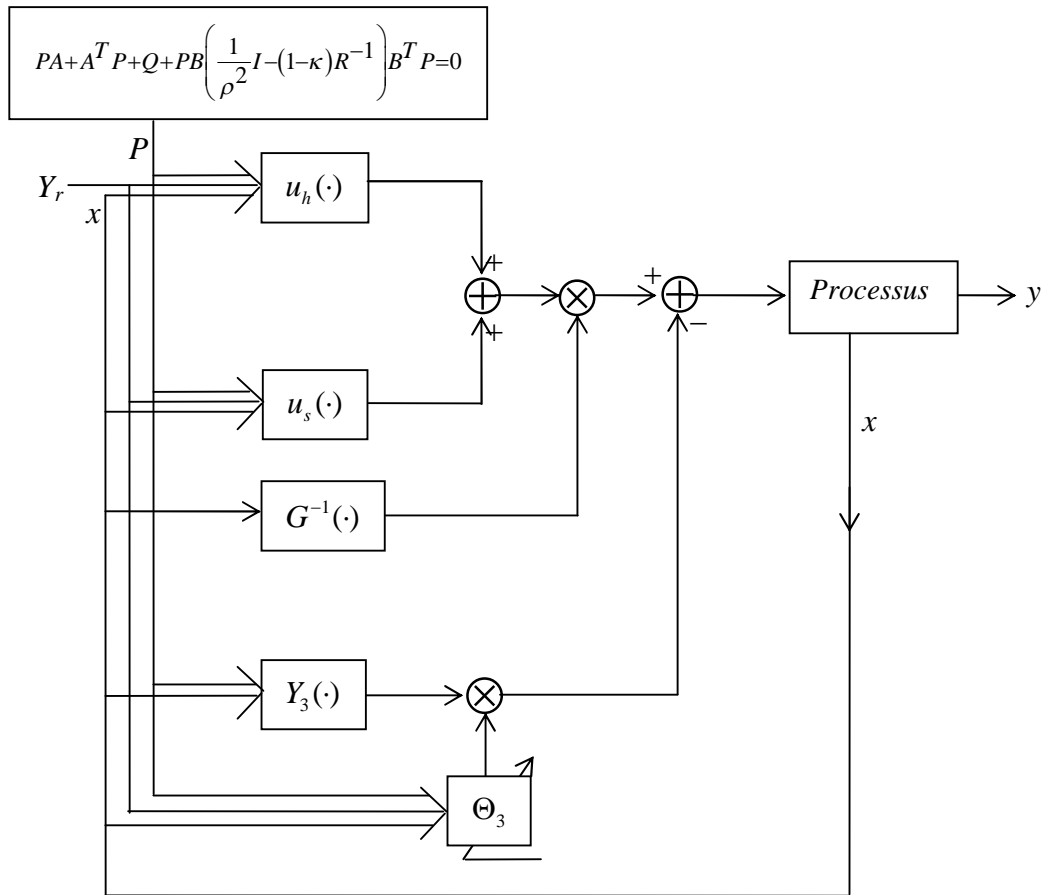 PA+A^T P+Q+PB(1/ρ^2 I−(1−κ)R^{−1})B^T P=0
P
Y_r
x
u_h(·)
+
+
+
−
Processus
y
u_s(·)
x
G^{−1}(·)
Y_3(·)
Θ_3